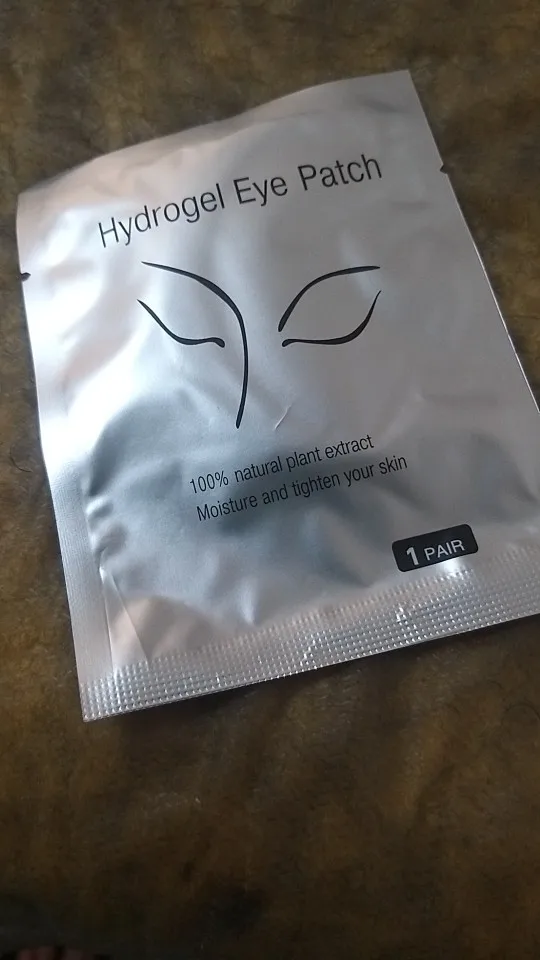 Hydrogel Eye Patch
100% natural plant extract
Moisture and tighten your skin
1 PAIR